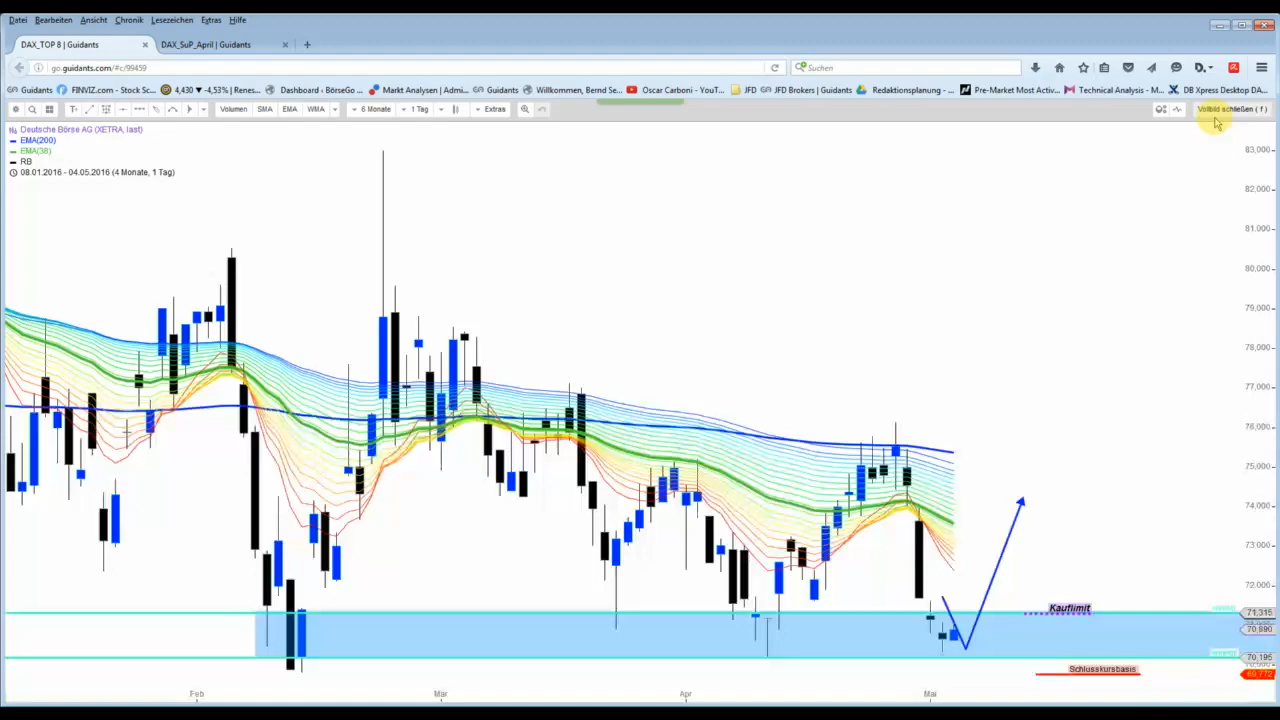 Datei Bearbeiten Ansicht Chronik Lesezeichen Extras Hilfe
DAX_TOP 8 | Guidants DAX_SuP_April | Guidants
go.guidants.com/#c/99459 Suchen
Guidants FINVIZ.com - Stock Sc... 4,430 ▼ -4,53% | Renes... Dashboard - BörseGo ... Markt Analysen | Admi... Guidants Willkommen, Bernd Se... Oscar Carboni - YouT... JFD JFD Brokers | Guidants Redaktionsplanung - ... Pre-Market Most Activ... Technical Analysis - M... DB Xpress Desktop DA...
Volumen SMA EMA WMA 6 Monate 1 Tag Extras Vollbild schließen ( f )
Deutsche Börse AG (XETRA, last)
EMA(200)
EMA(38)
RB
08.01.2016 - 04.05.2016 (4 Monate, 1 Tag)
83,000
82,000
81,000
80,000
79,000
78,000
77,000
76,000
75,000
74,000
73,000
72,000
Kauflimit
71,315
70,890
70,195
Schlusskursbasis
69,772
Feb Mär Apr Mai